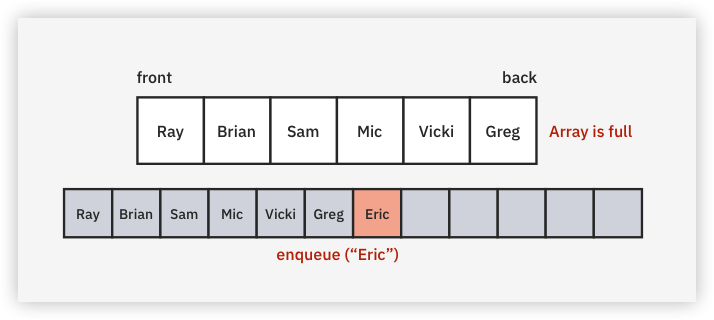 front back
Ray Brian Sam Mic Vicki Greg Array is full
Ray Brian Sam Mic Vicki Greg Eric
enqueue (“Eric”)